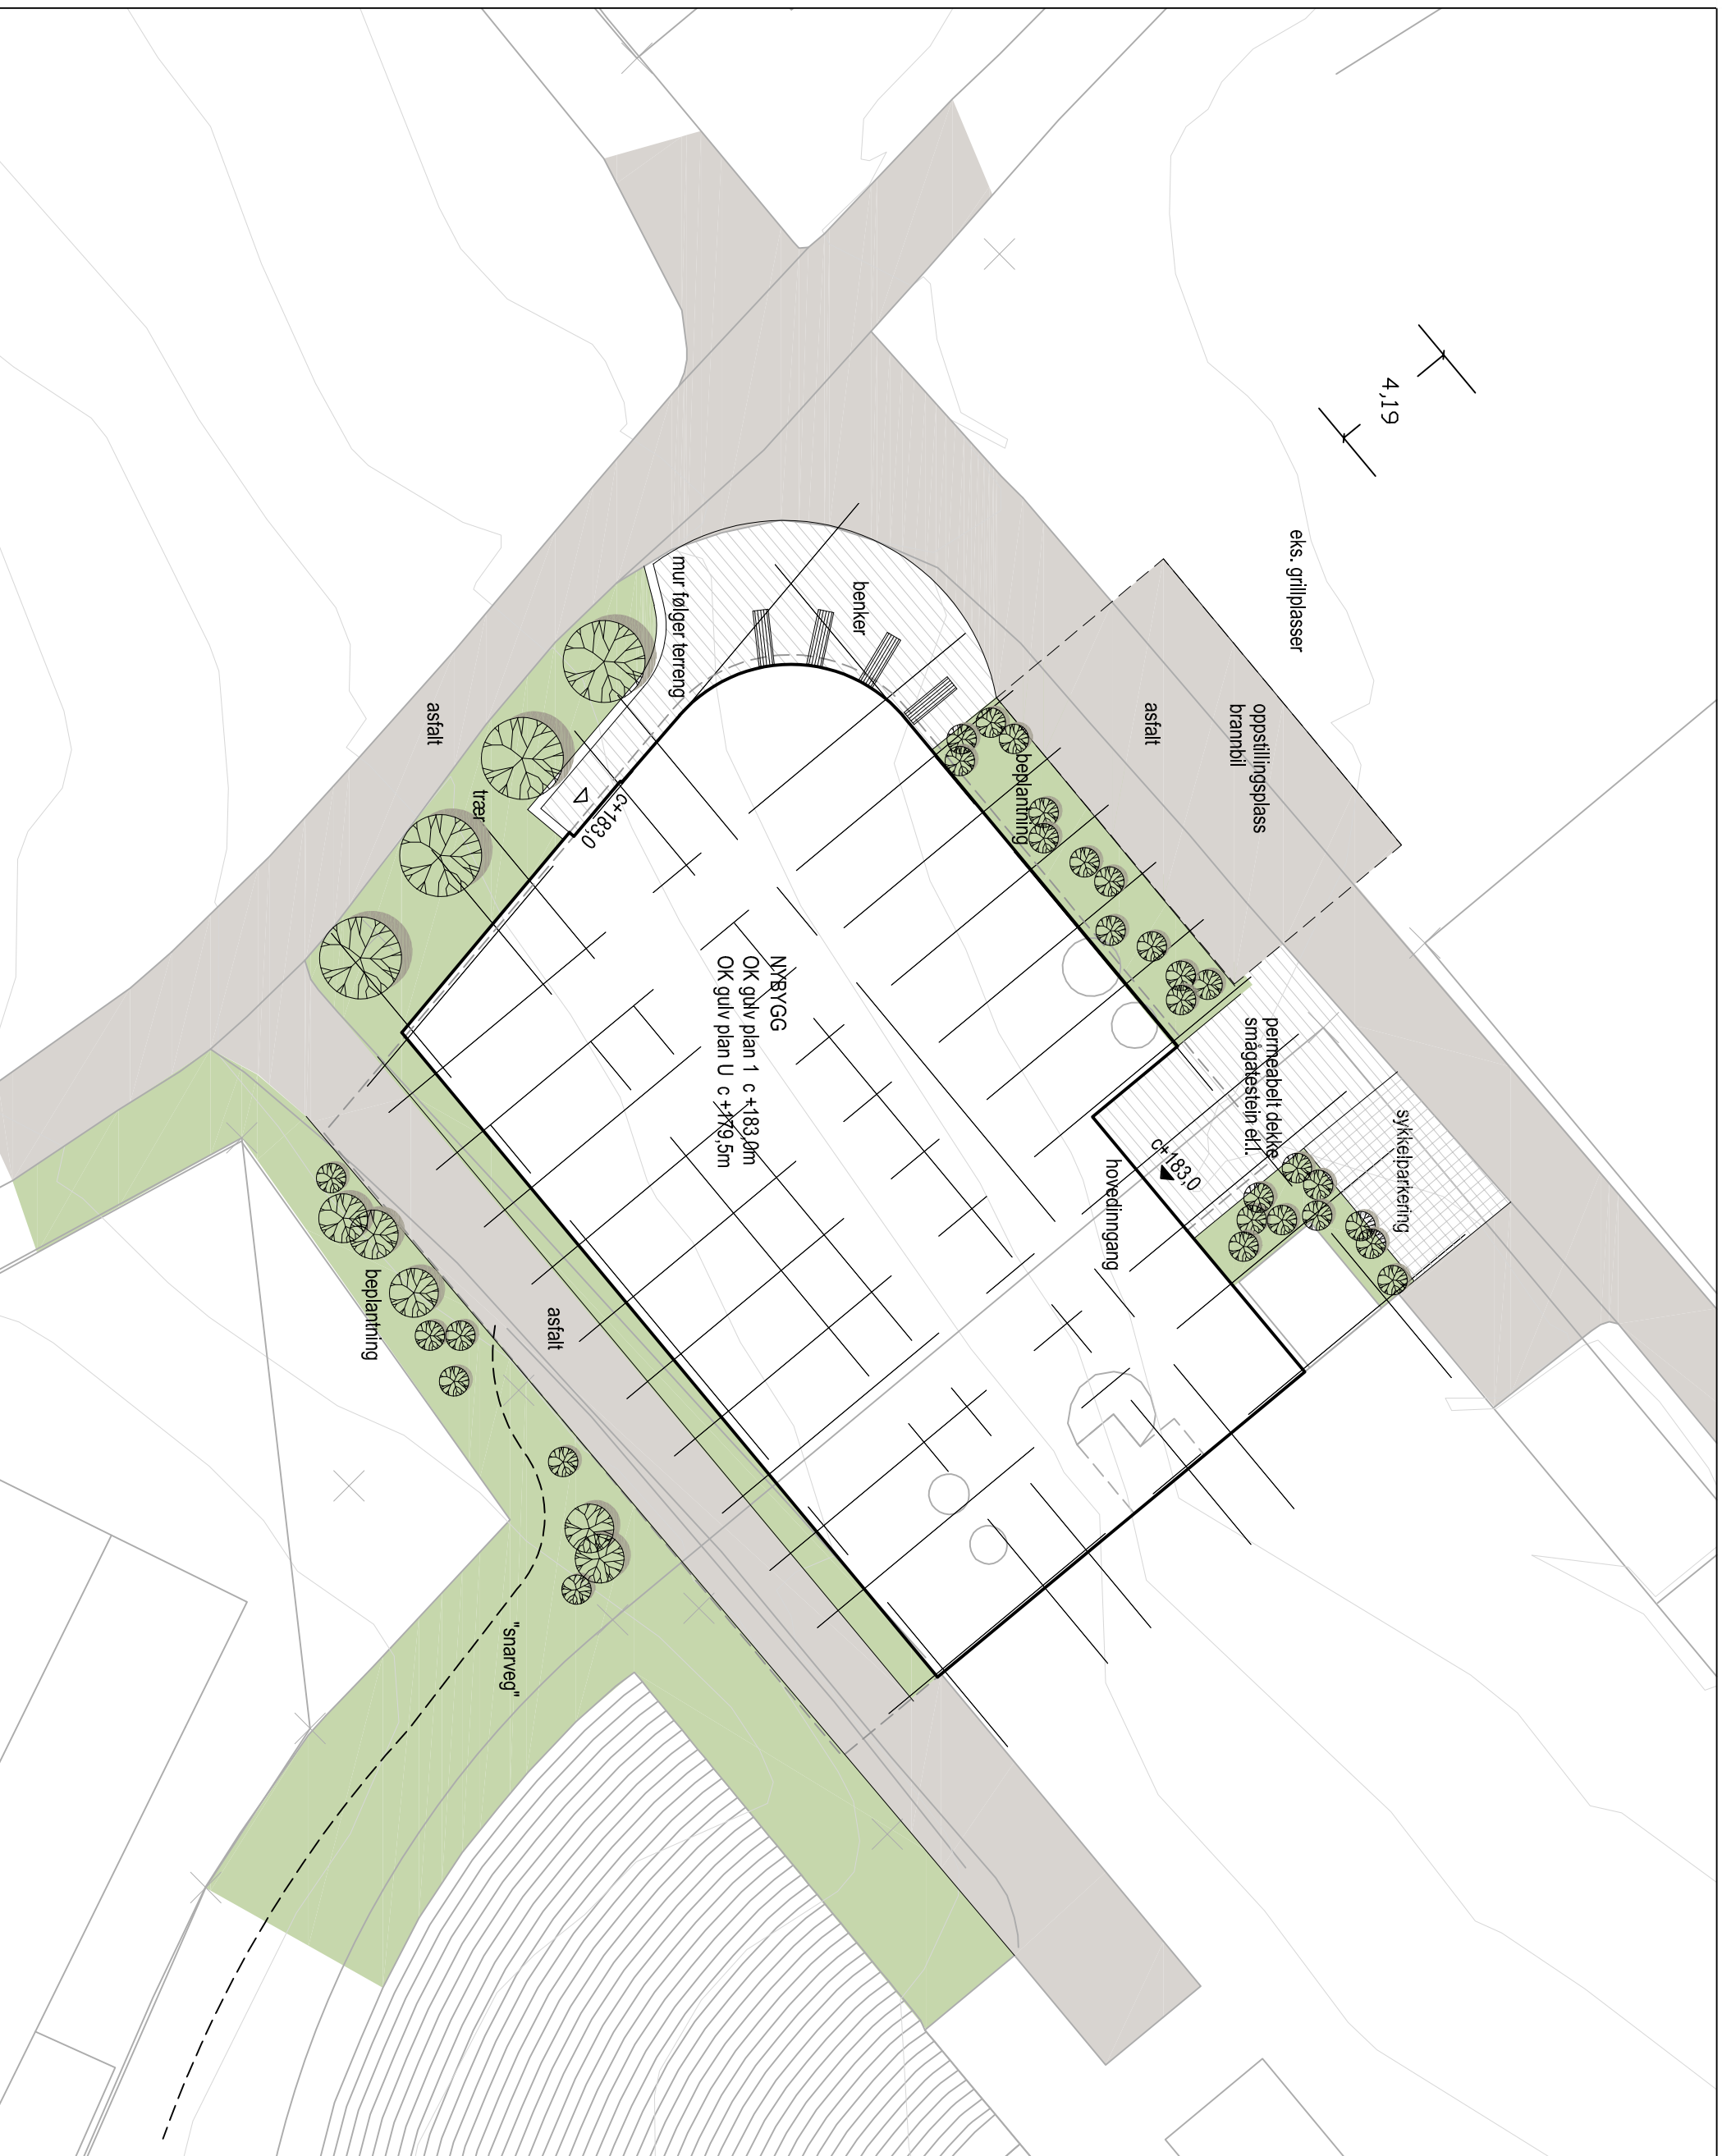 4,19
eks. grillplasser
oppstillingsplass
brannbil
asfalt
sykkelparkering
permeabelt dekke
smågatestein el.l.
c+183,0
hovedinngang
beplantning
benker
mur følger terreng
c+183,0
trær
asfalt
NYBYGG
OK gulv plan 1 c +183,0m
OK gulv plan U c +179,5m
asfalt
beplantning
"snarveg"